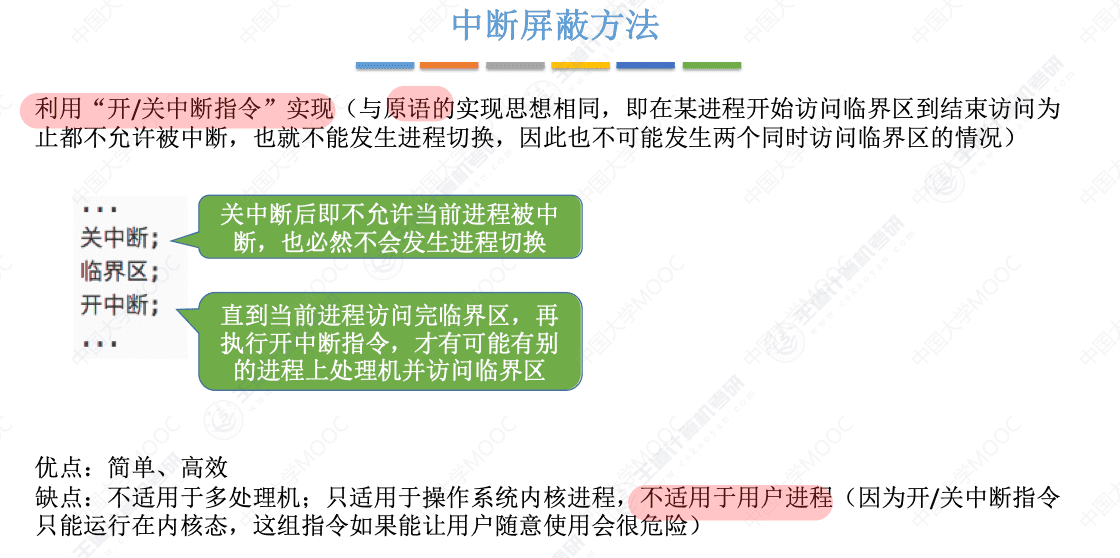 中断屏蔽方法
利用“开/关中断指令”实现（与原语的实现思想相同，即在某进程开始访问临界区到结束访问为
止都不允许被中断，也就不能发生进程切换，因此也不可能发生两个同时访问临界区的情况）
...
关中断;
临界区;
开中断;
...
关中断后即不允许当前进程被中
断，也必然不会发生进程切换
直到当前进程访问完临界区，再
执行开中断指令，才有可能有别
的进程上处理机并访问临界区
优点：简单、高效
缺点：不适用于多处理机；只适用于操作系统内核进程，不适用于用户进程（因为开/关中断指令
只能运行在内核态，这组指令如果能让用户随意使用会很危险）